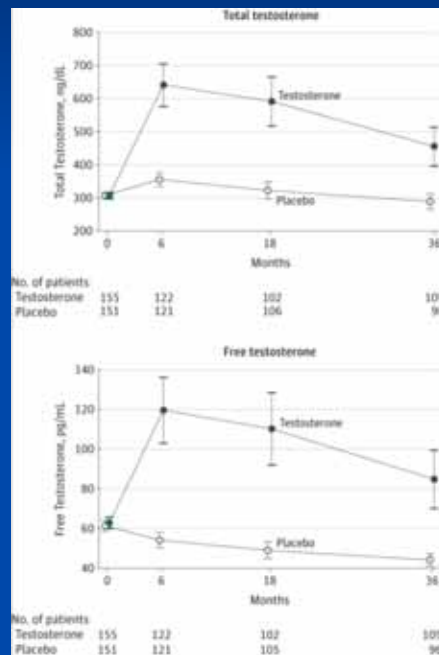 Total testosterone
800
700
600
500
400
300
200
Total Testosterone, ng/dL
Testosterone
Placebo
0 6 18 36
Months
No. of patients
Testosterone 155 122 102
Placebo 151 121 106
Free testosterone
140
120
100
80
60
40
Free Testosterone, pg/mL
Testosterone
Placebo
0 6 18 36
Months
No. of patients
Testosterone 155 122 102 105
Placebo 151 121 105